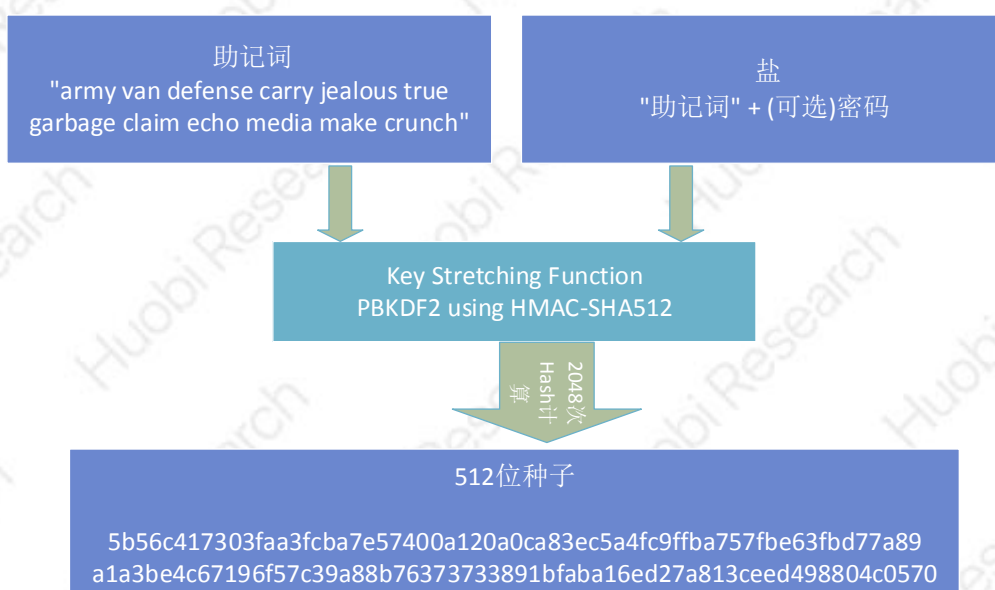 助记词
"army van defense carry jealous true
garbage claim echo media make crunch"
盐
"助记词" + (可选)密码
Key Stretching Function
PBKDF2 using HMAC-SHA512
2048次
Hash计
算
512位种子
5b56c417303faa3fcba7e57400a120a0ca83ec5a4fc9ffba757fbe63fbd77a89
a1a3be4c67196f57c39a88b76373733891bfaba16ed27a813ceed498804c0570
Huobi Research